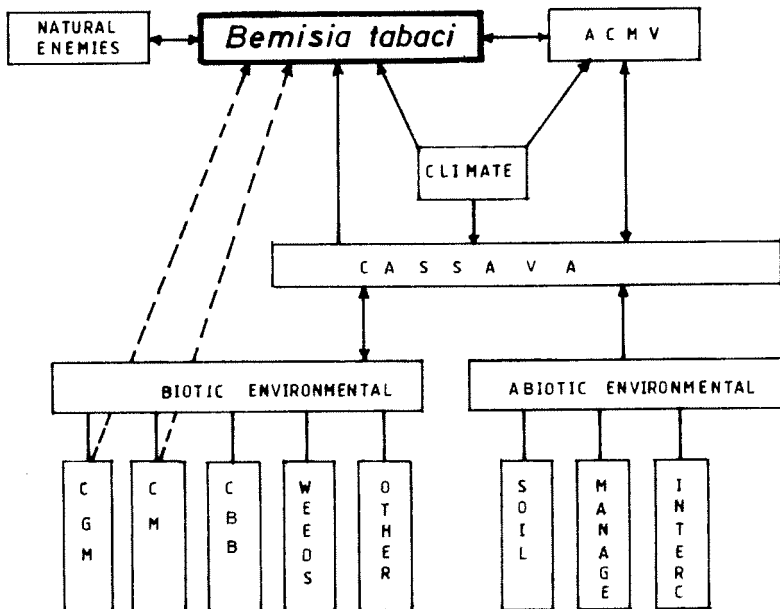 NATURAL
ENEMIES
Bemisia tabaci
ACMV
CLIMATE
CASSAVA
BIOTIC ENVIRONMENTAL
ABIOTIC ENVIRONMENTAL
CGM
CM
CBB
WEEDS
OTHER
SOIL
MANAGE
INTERC